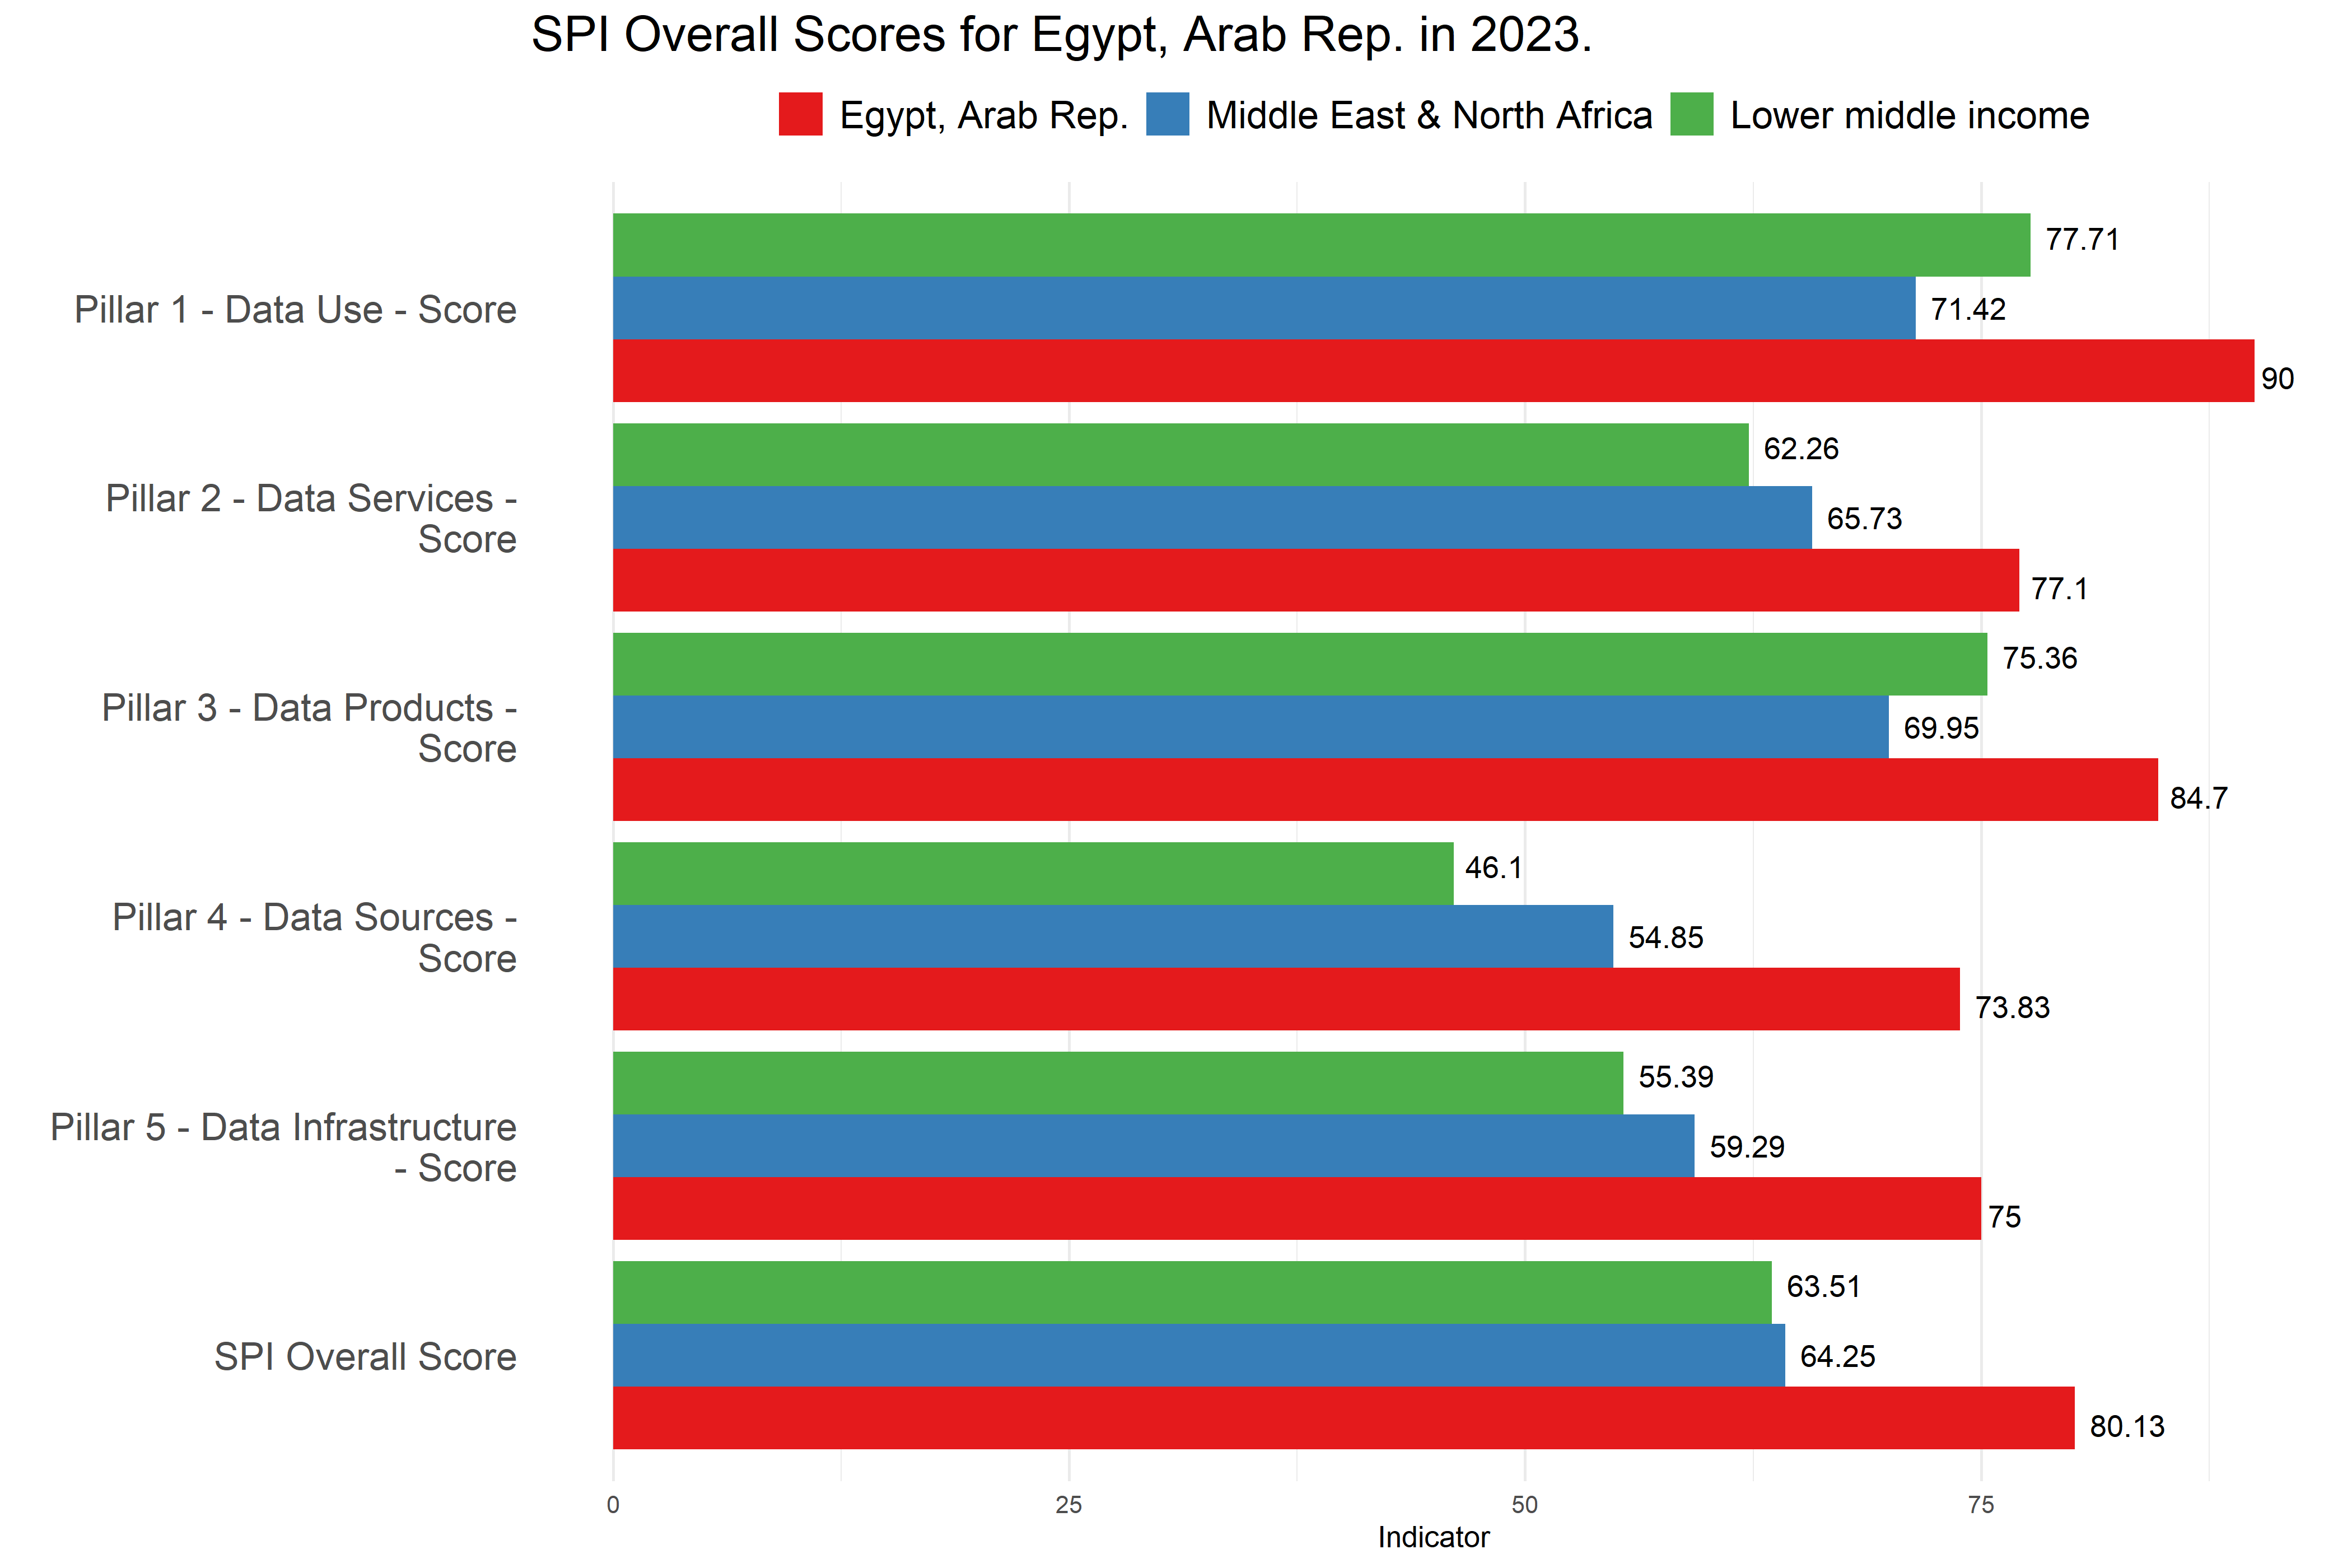 SPI Overall Scores for Egypt, Arab Rep. in 2023.
Egypt, Arab Rep. Middle East & North Africa Lower middle income
Pillar 1 - Data Use - Score
77.71
71.42
90
Pillar 2 - Data Services -
Score
62.26
65.73
77.1
Pillar 3 - Data Products -
Score
75.36
69.95
84.7
Pillar 4 - Data Sources -
Score
46.1
54.85
73.83
Pillar 5 - Data Infrastructure
- Score
55.39
59.29
75
SPI Overall Score
63.51
64.25
80.13
0 25 50 75
Indicator